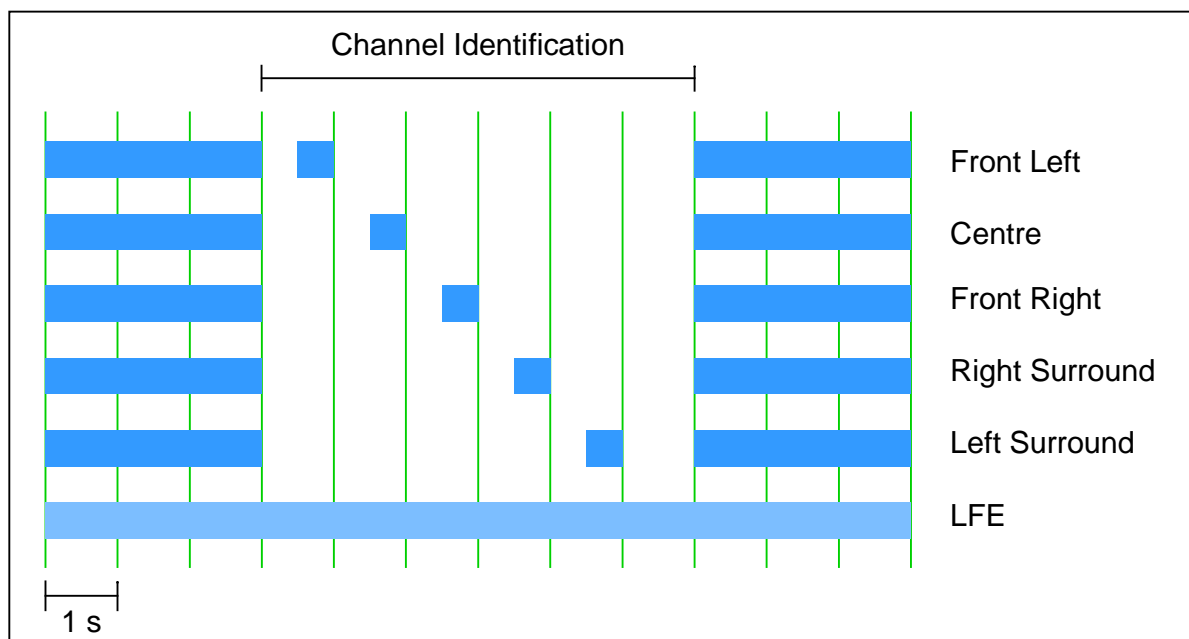 Channel Identification
Front Left
Centre
Front Right
Right Surround
Left Surround
LFE
1 s